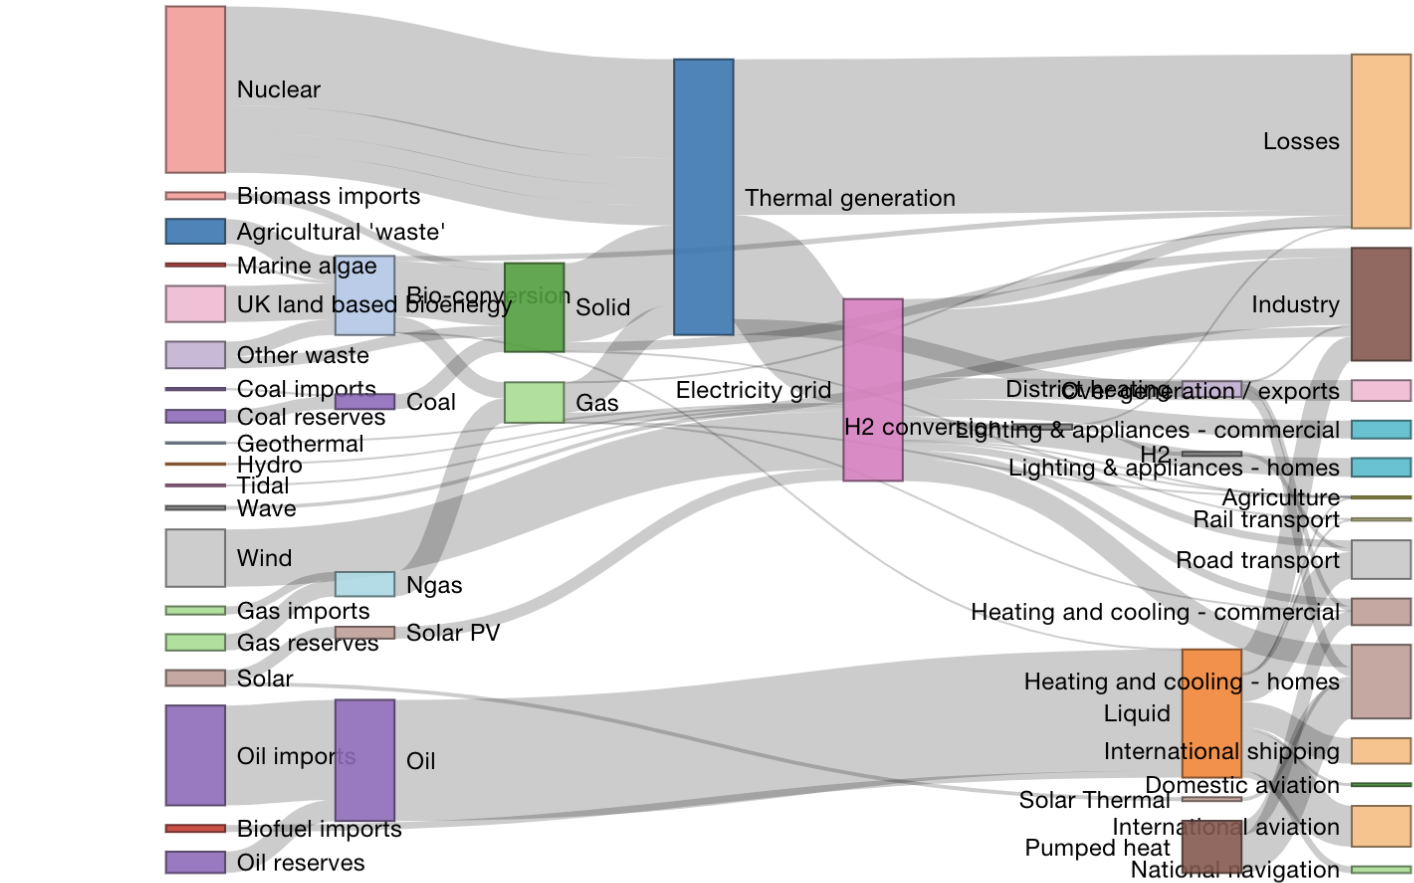 Nuclear
Biomass imports
Agricultural 'waste'
Marine algae
UK land based bioenergy
Other waste
Coal imports
Coal reserves
Geothermal
Hydro
Tidal
Wave
Wind
Gas imports
Gas reserves
Solar
Oil imports
Biofuel imports
Oil reserves
Bio-conversion
Coal
Ngas
Solar PV
Oil
Solid
Gas
Thermal generation
Electricity grid
H2 conversion
District heating
H2
Liquid
Solar Thermal
Pumped heat
Losses
Industry
Over generation / exports
Lighting & appliances - commercial
Lighting & appliances - homes
Agriculture
Rail transport
Road transport
Heating and cooling - commercial
Heating and cooling - homes
International shipping
Domestic aviation
International aviation
National navigation